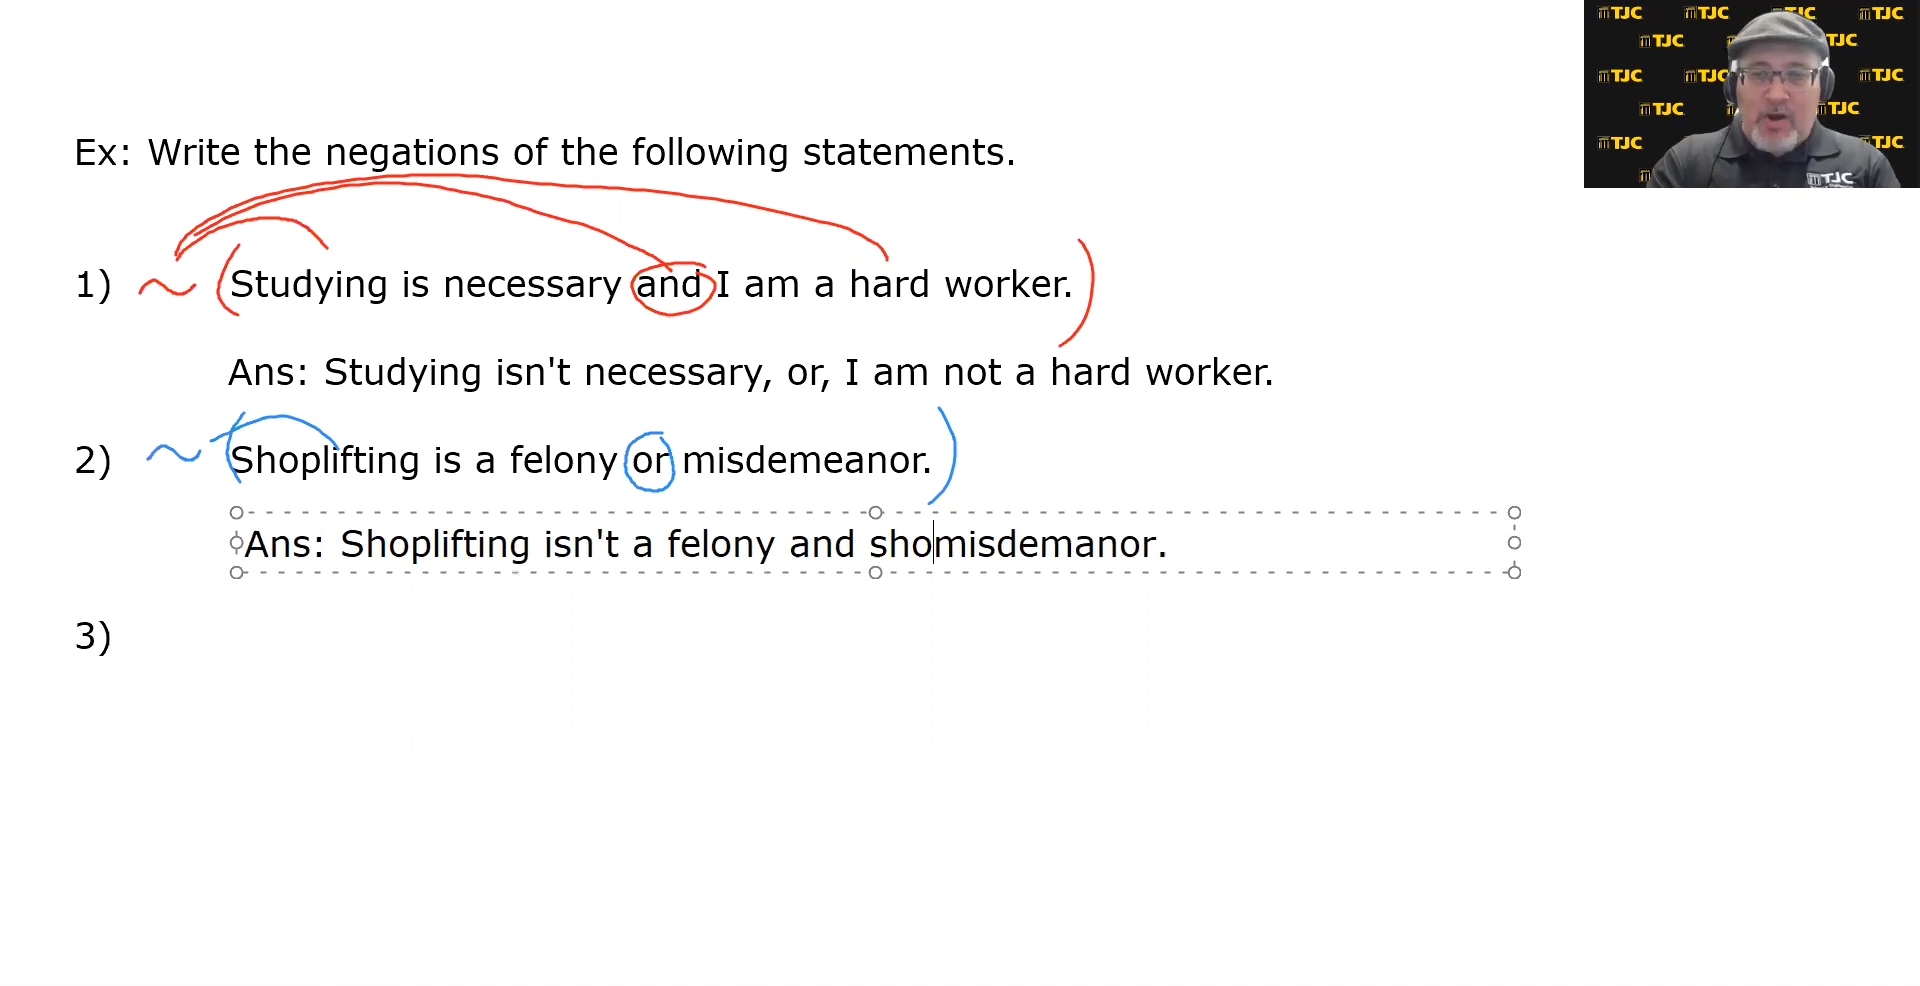 TJC TJC TJC TJC
TJC TJC
TJC TJC TJC
TJC TJC
TJC TJC
TJC
Ex: Write the negations of the following statements.
1) ~ (Studying is necessary and I am a hard worker.)
Ans: Studying isn't necessary, or, I am not a hard worker.
2) ~ (Shoplifting is a felony or misdemeanor.)
Ans: Shoplifting isn't a felony and shomisdemanor.
3)